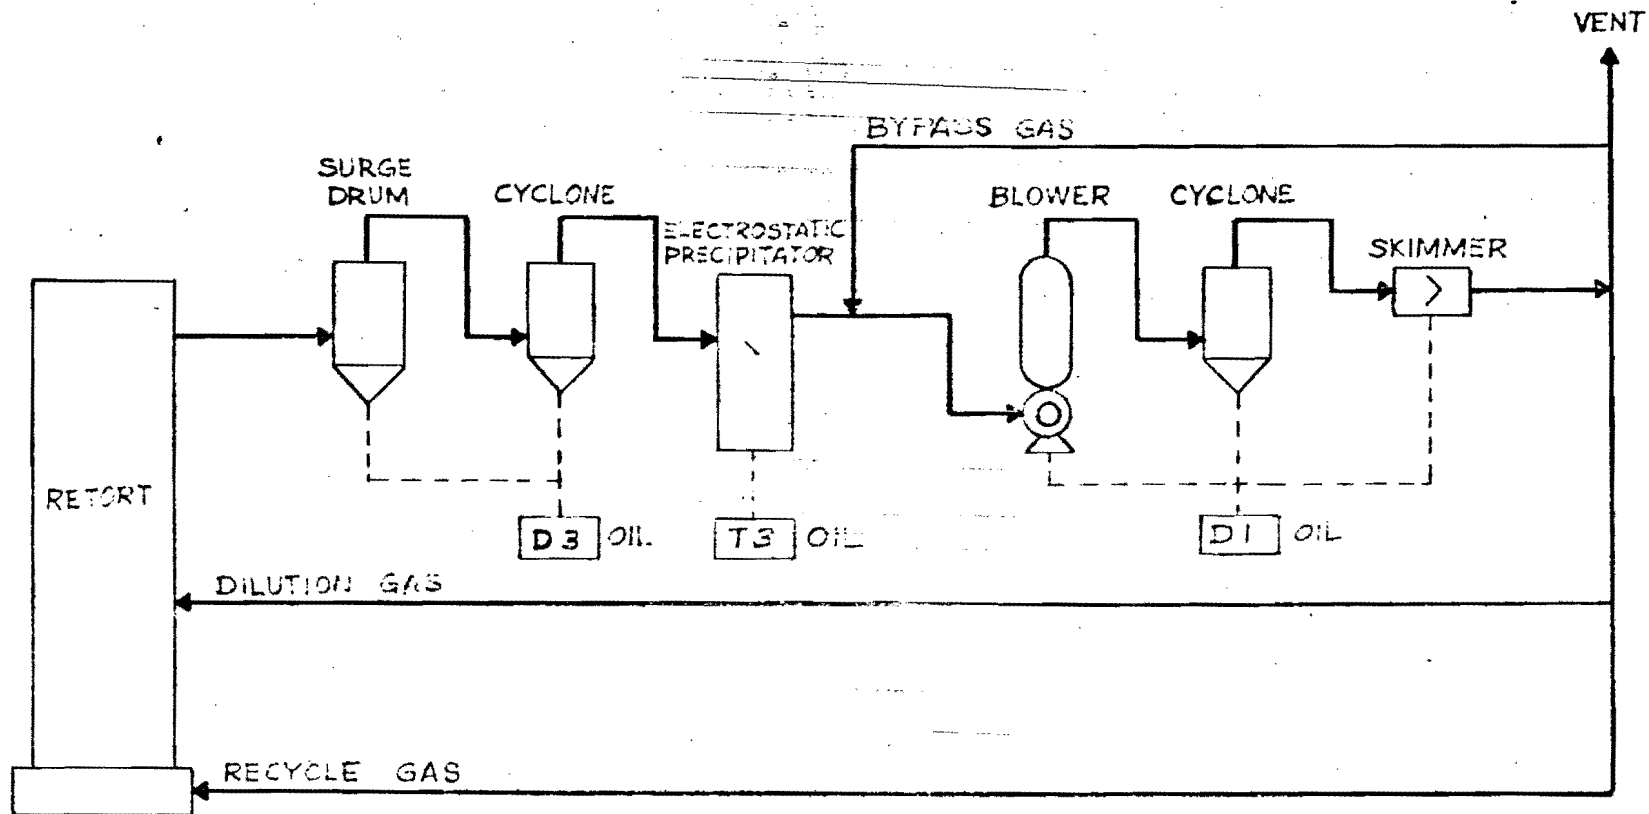 VENT
BYPASS GAS
SURGE
DRUM
CYCLONE
BLOWER
CYCLONE
ELECTROSTATIC
PRECIPITATOR
SKIMMER
RETORT
D3 OIL
T3 OIL
D1 OIL
DILUTION GAS
RECYCLE GAS